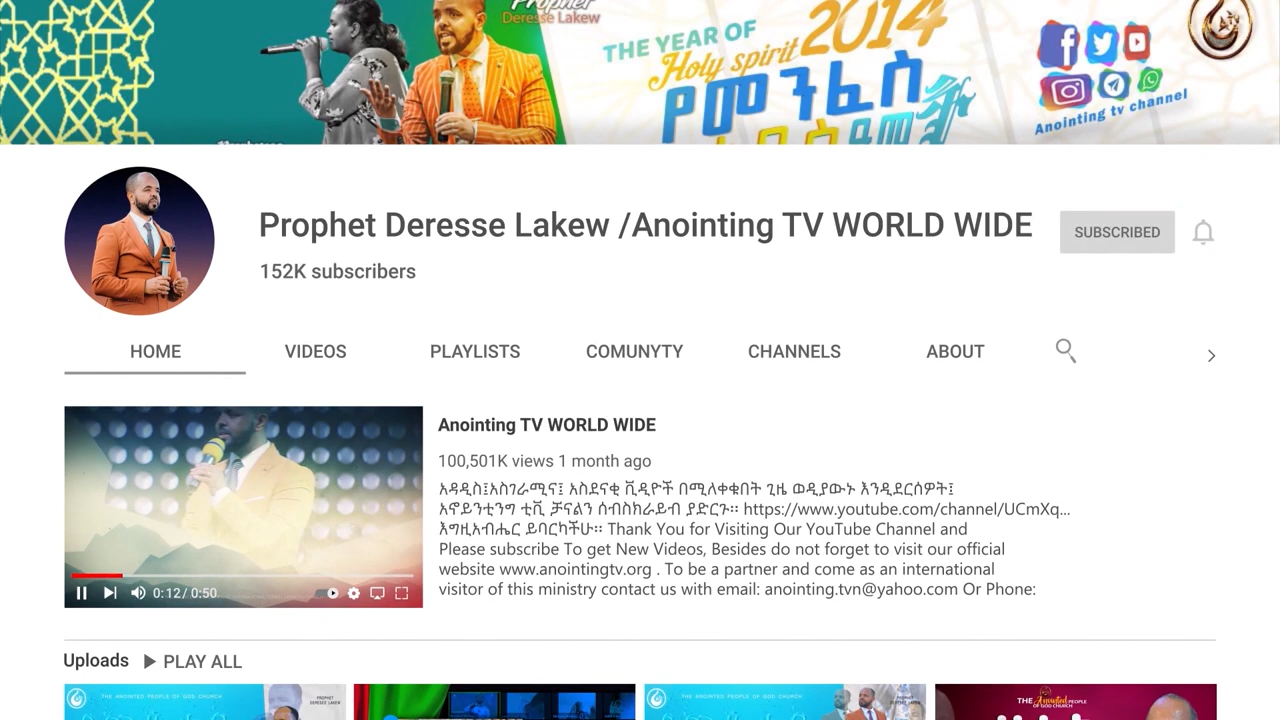 Prophet
Deresse Lakew
THE YEAR OF
Holy spirit 2014
የመንፈስ
ቅዱስ ዓመት
Anointing tv channel
Prophet Deresse Lakew /Anointing TV WORLD WIDE
SUBSCRIBED
152K subscribers
HOME VIDEOS PLAYLISTS COMUNYTY CHANNELS ABOUT
Anointing TV WORLD WIDE
100,501K views 1 month ago
አዳዲስ፤አስገራሚና፤ አስደናቂ ቪዲዮች በሚለቀቁበት ጊዜ ወዲያውኑ እንዲደርሰዎት፤
አኖይንቲንግ ቲቪ ቻናልን ሰብስክራይብ ያድርጉ፡፡ https://www.youtube.com/channel/UCmXq...
እግዚአብሔር ይባርካችሁ፡፡ Thank You for Visiting Our YouTube Channel and
Please subscribe To get New Videos, Besides do not forget to visit our official
website www.anointingtv.org . To be a partner and come as an international
visitor of this ministry contact us with email: anointing.tvn@yahoo.com Or Phone:
0:12/0:50
Uploads PLAY ALL
THE ANOINTED PEOPLE OF GOD CHURCH
PROPHET
DERESSE LAKEW
THE ANOINTED PEOPLE OF GOD CHURCH
PROPHET
DERESSE LAKEW
THE Anointed PEOPLE
OF GOD CHURCH